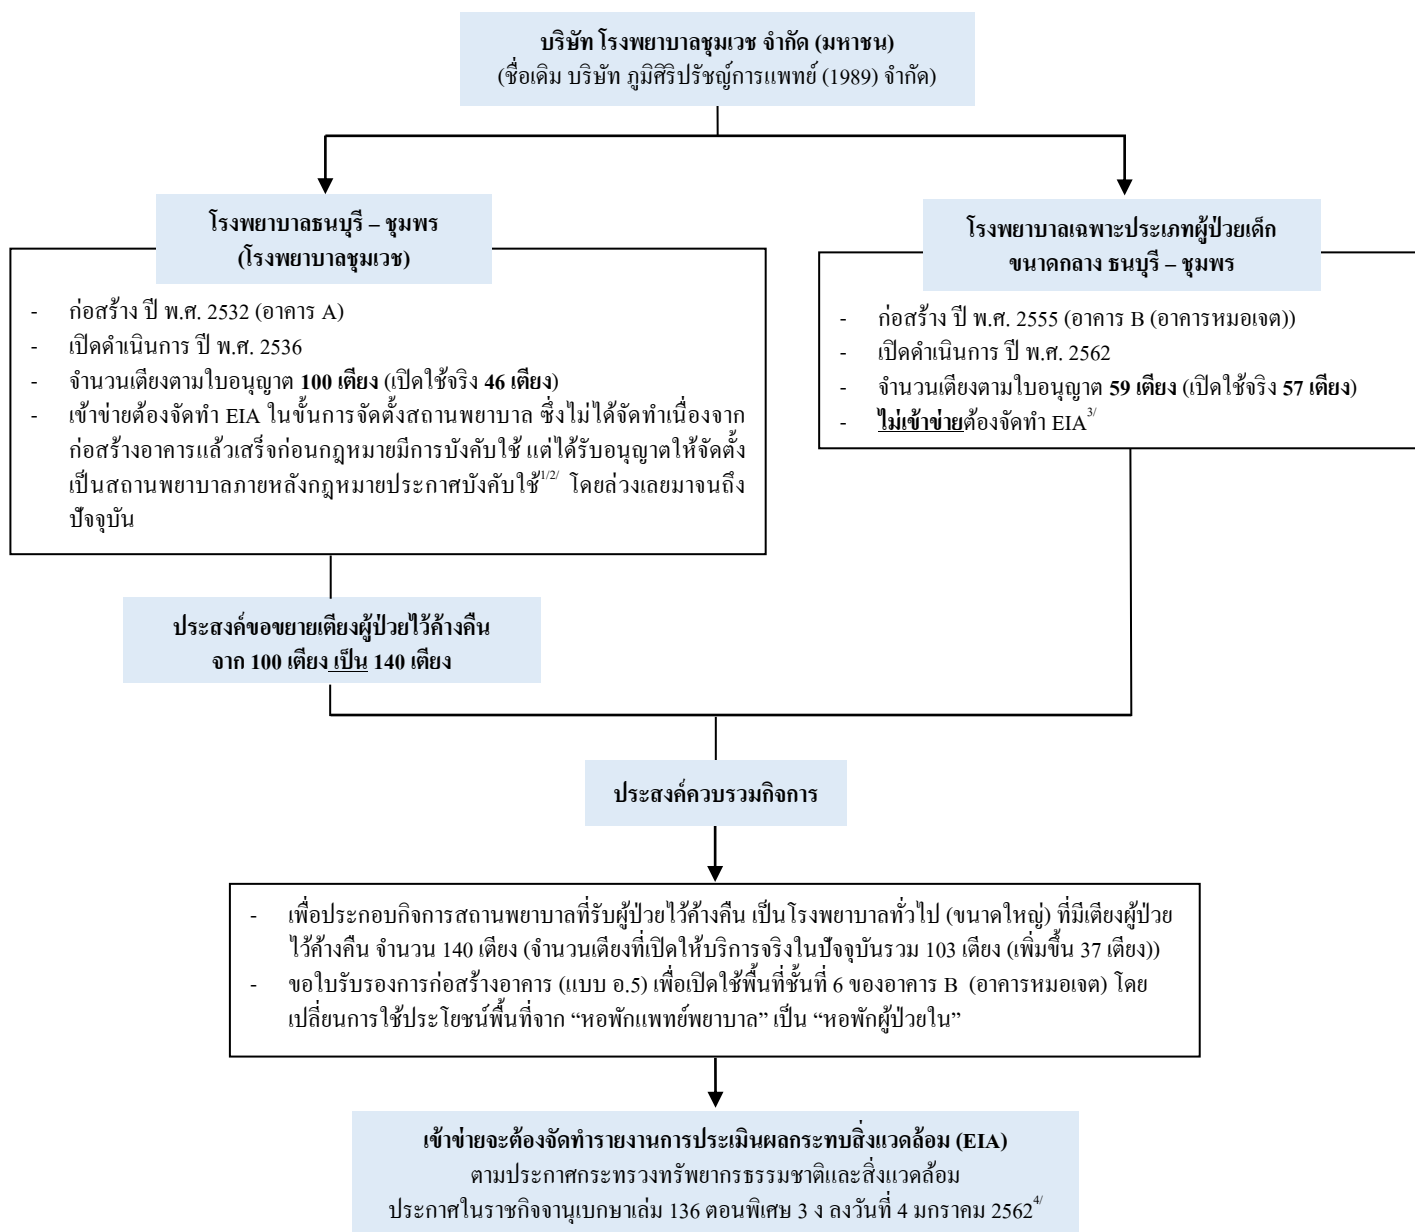 บริษัท โรงพยาบาลชุมเวช จำกัด (มหาชน)
(ชื่อเดิม บริษัท ภูมิศิริปรัชญ์การแพทย์ (1989) จำกัด)
โรงพยาบาลธนบุรี – ชุมพร
(โรงพยาบาลชุมเวช)
- ก่อสร้าง ปี พ.ศ. 2532 (อาคาร A)
- เปิดดำเนินการ ปี พ.ศ. 2536
- จำนวนเตียงตามใบอนุญาต 100 เตียง (เปิดใช้จริง 46 เตียง)
- เข้าข่ายต้องจัดทำ EIA ในขั้นการจัดตั้งสถานพยาบาล ซึ่งไม่ได้จัดทำเนื่องจาก
ก่อสร้างอาคารแล้วเสร็จก่อนกฎหมายมีการบังคับใช้ แต่ได้รับอนุญาตให้จัดตั้ง
เป็นสถานพยาบาลภายหลังกฎหมายประกาศบังคับใช้1/2/ โดยล่วงเลยมาจนถึง
ปัจจุบัน
โรงพยาบาลเฉพาะประเภทผู้ป่วยเด็ก
ขนาดกลาง ธนบุรี – ชุมพร
- ก่อสร้าง ปี พ.ศ. 2555 (อาคาร B (อาคารหมอเจต))
- เปิดดำเนินการ ปี พ.ศ. 2562
- จำนวนเตียงตามใบอนุญาต 59 เตียง (เปิดใช้จริง 57 เตียง)
- ไม่เข้าข่ายต้องจัดทำ EIA3/
ประสงค์ขอขยายเตียงผู้ป่วยไว้ค้างคืน
จาก 100 เตียง เป็น 140 เตียง
ประสงค์ควบรวมกิจการ
- เพื่อประกอบกิจการสถานพยาบาลที่รับผู้ป่วยไว้ค้างคืน เป็นโรงพยาบาลทั่วไป (ขนาดใหญ่) ที่มีเตียงผู้ป่วย
ไว้ค้างคืน จำนวน 140 เตียง (จำนวนเตียงที่เปิดให้บริการจริงในปัจจุบันรวม 103 เตียง (เพิ่มขึ้น 37 เตียง))
- ขอใบรับรองการก่อสร้างอาคาร (แบบ อ.5) เพื่อเปิดใช้พื้นที่ชั้นที่ 6 ของอาคาร B (อาคารหมอเจต) โดย
เปลี่ยนการใช้ประโยชน์พื้นที่จาก “หอพักแพทย์พยาบาล” เป็น “หอพักผู้ป่วยใน”
เข้าข่ายจะต้องจัดทำรายงานการประเมินผลกระทบสิ่งแวดล้อม (EIA)
ตามประกาศกระทรวงทรัพยากรธรรมชาติและสิ่งแวดล้อม
ประกาศในราชกิจจานุเบกษาเล่ม 136 ตอนพิเศษ 3 ง ลงวันที่ 4 มกราคม 25624/